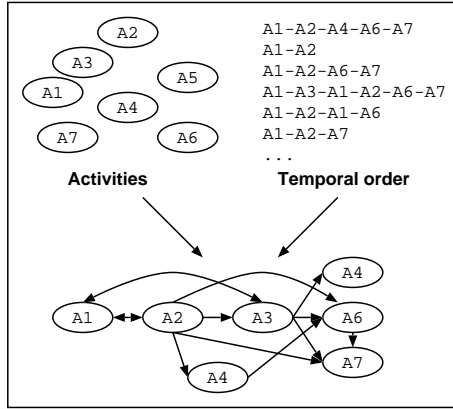 A2
A3
A1
A5
A4
A7
A6
A1-A2-A4-A6-A7
A1-A2
A1-A2-A6-A7
A1-A3-A1-A2-A6-A7
A1-A2-A1-A6
A1-A2-A7
...
Activities
Temporal order
A4
A1
A2
A3
A6
A7
A4